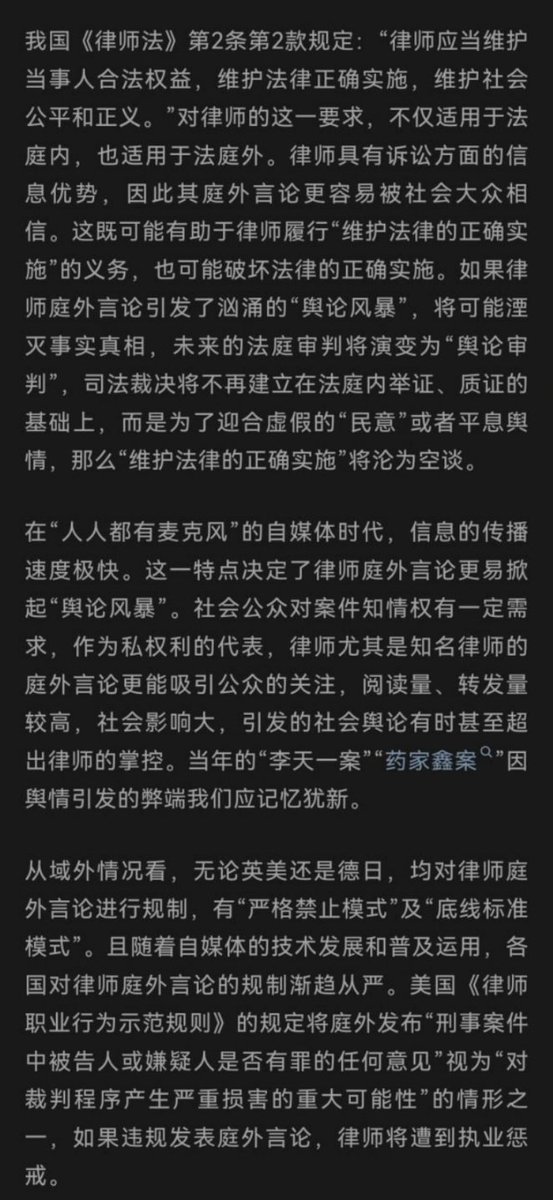 我国《律师法》第2条第2款规定：“律师应当维护
当事人合法权益，维护法律正确实施，维护社会
公平和正义。”对律师的这一要求，不仅适用于法
庭内，也适用于法庭外。律师具有诉讼方面的信
息优势，因此其庭外言论更容易被社会大众相
信。这既可能有助于律师履行“维护法律的正确实
施”的义务，也可能破坏法律的正确实施。如果律
师庭外言论引发了汹涌的“舆论风暴”，将可能湮
灭事实真相，未来的法庭审判将演变为“舆论审
判”，司法裁决将不再建立在法庭内举证、质证的
基础上，而是为了迎合虚假的“民意”或者平息舆
情，那么“维护法律的正确实施”将沦为空谈。
在“人人都有麦克风”的自媒体时代，信息的传播
速度极快。这一特点决定了律师庭外言论更易掀
起“舆论风暴”。社会公众对案件知情权有一定需
求，作为私权利的代表，律师尤其是知名律师的
庭外言论更能吸引公众的关注，阅读量、转发量
较高，社会影响大，引发的社会舆论有时甚至超
出律师的掌控。当年的“李天一案”“药家鑫案”因
舆情引发的弊端我们应记忆犹新。
从域外情况看，无论英美还是德日，均对律师庭
外言论进行规制，有“严格禁止模式”及“底线标准
模式”。且随着自媒体的技术发展和普及运用，各
国对律师庭外言论的规制渐趋从严。美国《律师
职业行为示范规则》的规定将庭外发布“刑事案件
中被告人或嫌疑人是否有罪的任何意见”视为“对
裁判程序产生严重损害的重大可能性”的情形之
一，如果违规发表庭外言论，律师将遭到执业惩
戒。